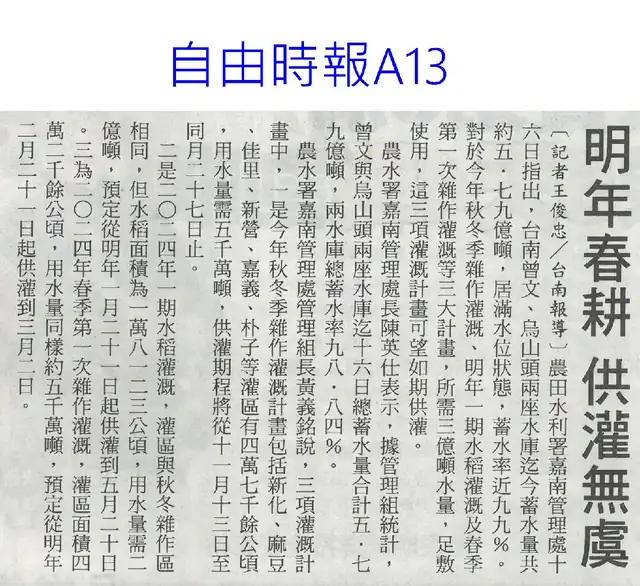 自由時報A13
明年春耕 供灌無虞
〔記者王俊忠／台南報導〕農田水利署嘉南管理處十
六日指出，台南曾文、烏山頭兩座水庫迄今蓄水量共
約五・七九億噸，居滿水位狀態，蓄水率近九九%。
對於今年秋冬季雜作灌溉、明年一期水稻灌溉及春季
第一次雜作灌溉等三大計畫，所需三億噸水量，足敷
使用，這三項灌溉計畫可望如期供灌。
農水署嘉南管理處長陳英仕表示，據管理組統計，
曾文與烏山頭兩座水庫迄十六日總蓄水量合計五・七
九億噸，兩水庫總蓄水率九八・八四%。
農水署嘉南管理處管理組長黃義銘說，三項灌溉計
畫中，一是今年秋冬季雜作灌溉計畫包括新化、麻豆
、佳里、新營、嘉義、朴子等灌區有四萬七千餘公頃
，用水量需五千萬噸，供灌期程將從十一月十三日至
同月二十七日止。
二是二〇二四年一期水稻灌溉，灌區與秋冬雜作區
相同，但水稻面積為一萬八一二三公頃，用水量需二
億噸，預定從明年一月二十一日起供灌到五月二十日
。三為二〇二四年春季第一次雜作灌溉，灌區面積四
萬二千餘公頃，用水量同樣約五千萬噸，預定從明年
二月二十一日起供灌到三月二日。